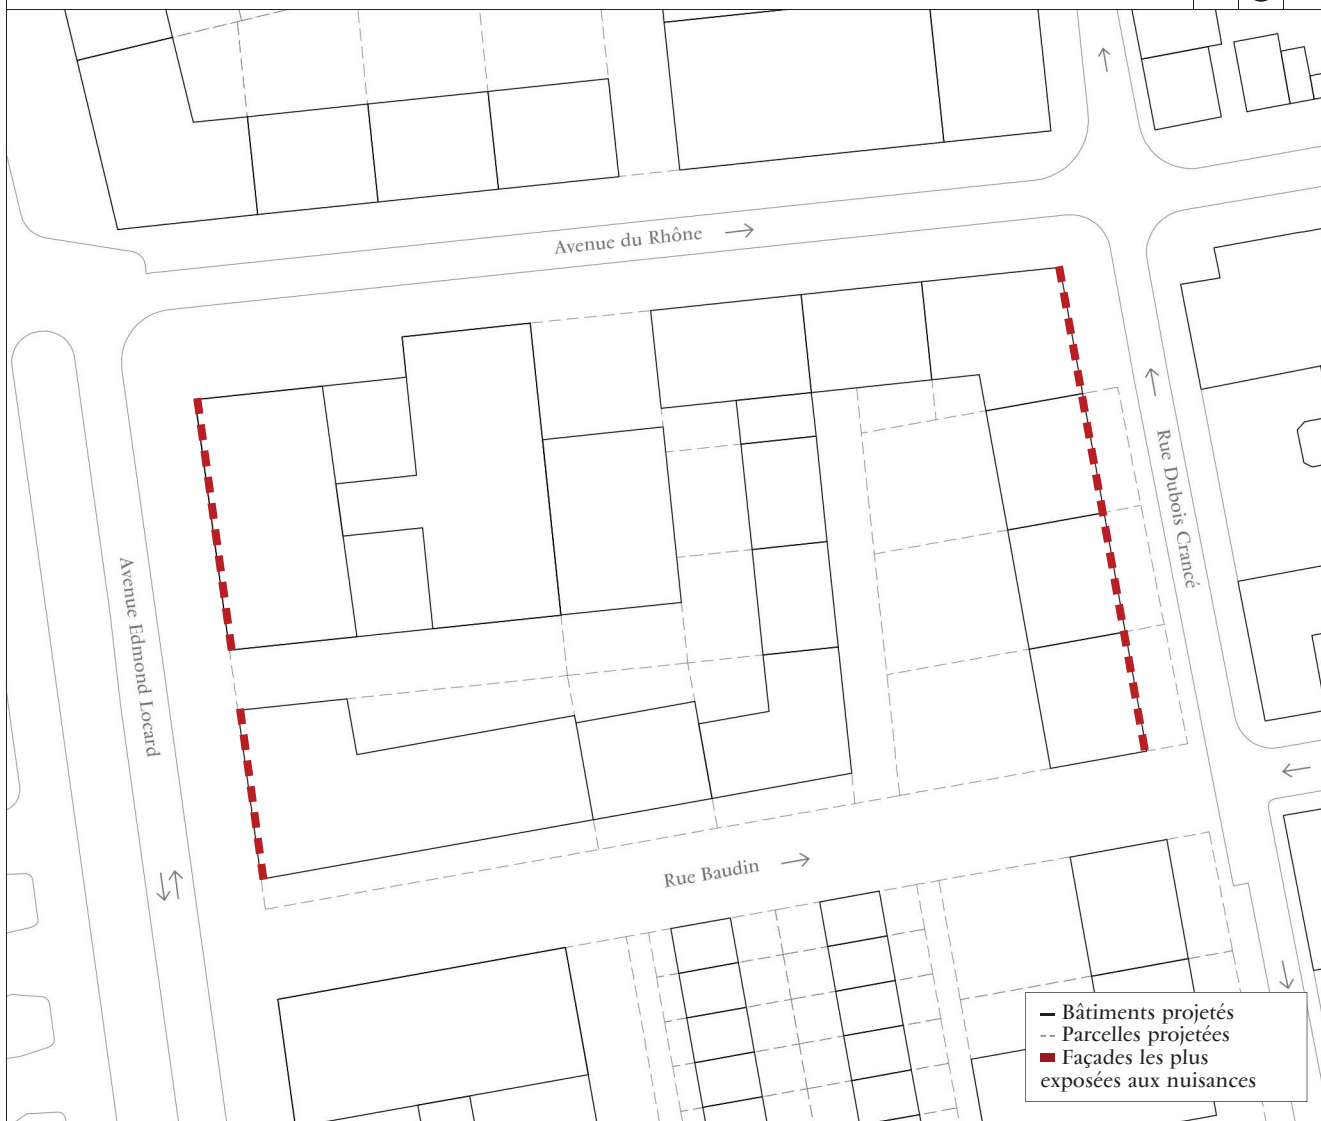 Avenue du Rhône
Rue Dubois Crancé
Avenue Edmond Locard
Rue Baudin
Bâtiments projetés
Parcelles projetées
Façades les plus
exposées aux nuisances